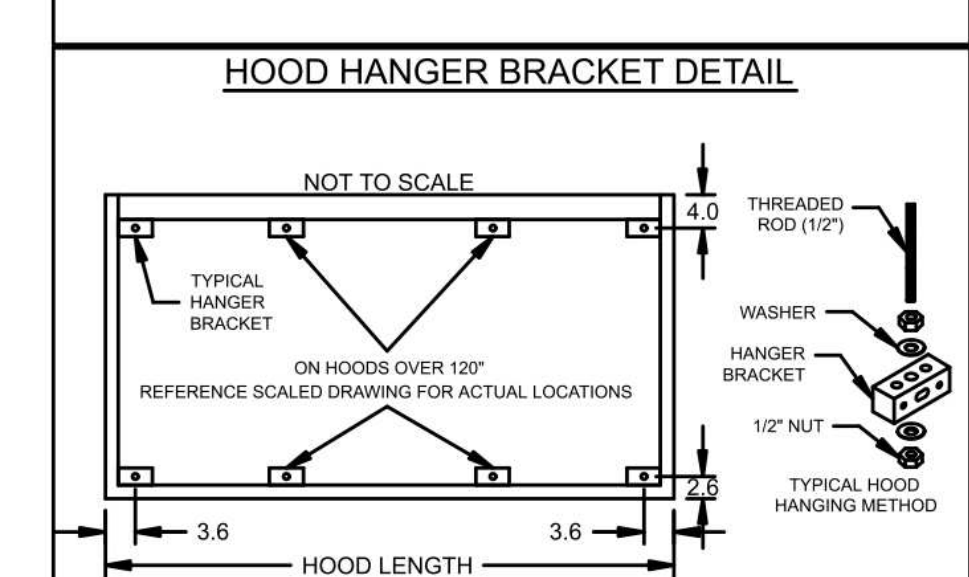 HOOD HANGER BRACKET DETAIL
NOT TO SCALE
4.0
THREADED
ROD (1/2")
TYPICAL
HANGER
BRACKET
WASHER
HANGER
BRACKET
ON HOODS OVER 120"
REFERENCE SCALED DRAWING FOR ACTUAL LOCATIONS
1/2" NUT
2.6
TYPICAL HOOD
HANGING METHOD
3.6
3.6
HOOD LENGTH